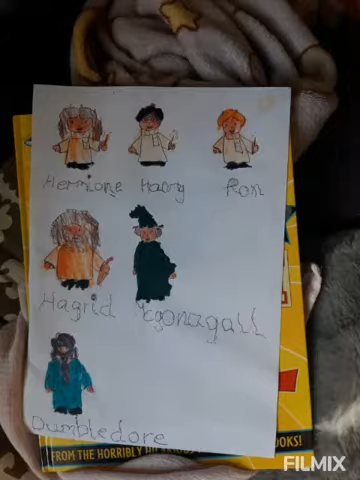 Hermione Harry Ron
Hagrid McGonagall
Dumbledore
FROM THE HORRIBLY
BOOKS!
FILMIX